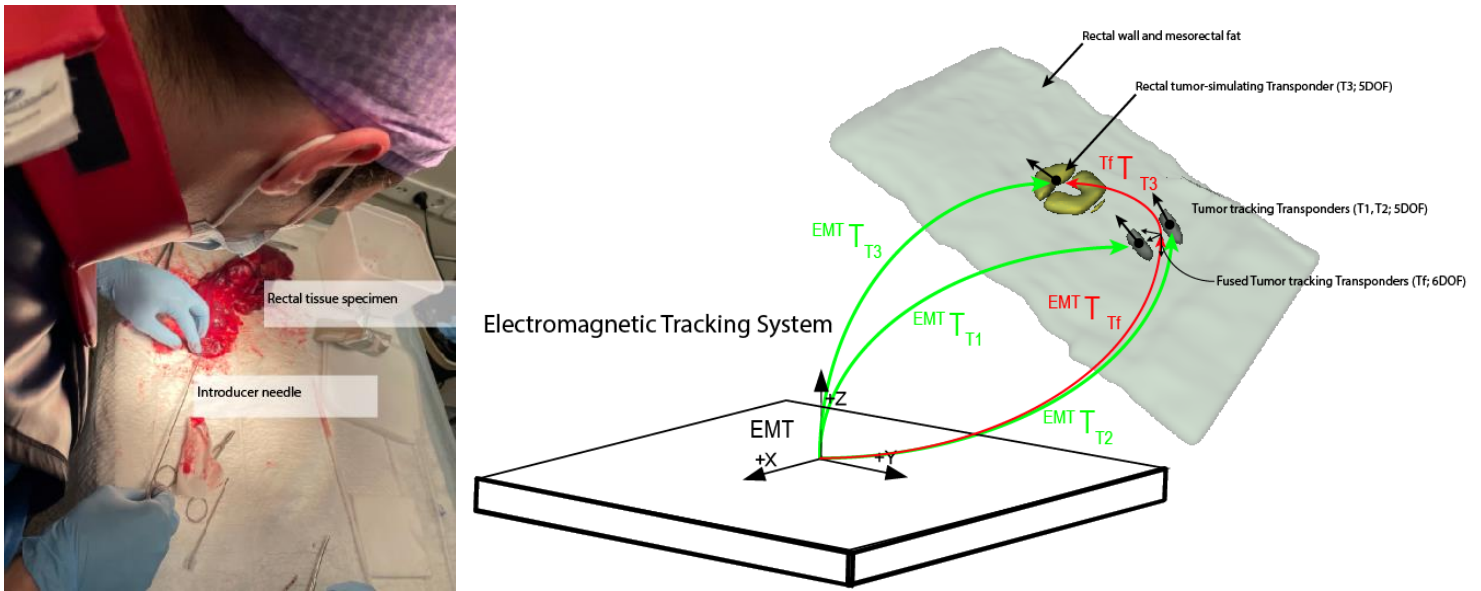 Rectal tissue specimen
Introducer needle
Rectal wall and mesorectal fat
Rectal tumor-simulating Transponder (T3; 5DOF)
Tf T T3
Tumor tracking Transponders (T1, T2; 5DOF)
EMT T T3
Fused Tumor tracking Transponders (Tf; 6DOF)
EMT T Tf
Electromagnetic Tracking System
EMT T T1
+Z
EMT T T2
EMT
+X
+Y